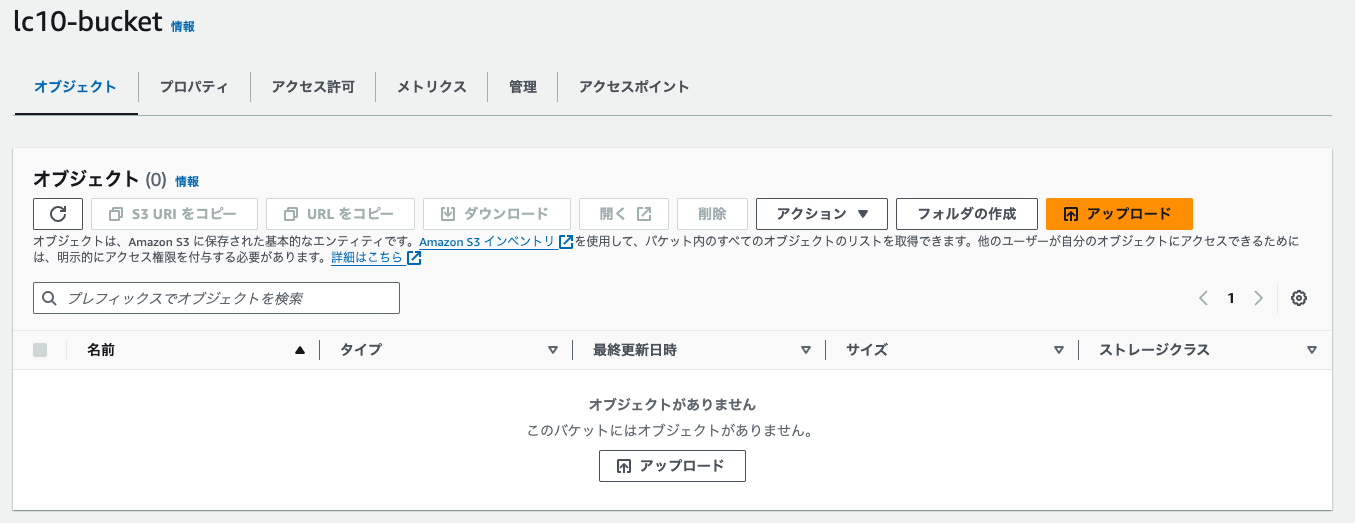 lc10-bucket 情報
オブジェクト プロパティ アクセス許可 メトリクス 管理 アクセスポイント
オブジェクト (0) 情報
S3 URI をコピー URL をコピー ダウンロード 開く 削除 アクション フォルダの作成 アップロード
オブジェクトは、Amazon S3 に保存された基本的なエンティティです。Amazon S3 インベントリ を使用して、バケット内のすべてのオブジェクトのリストを取得できます。他のユーザーが自分のオブジェクトにアクセスできるためには
は、明示的にアクセス権限を付与する必要があります。詳細はこちら
プレフィックスでオブジェクトを検索 1
名前 タイプ 最終更新日時 サイズ ストレージクラス
オブジェクトがありません
このバケットにはオブジェクトがありません。
アップロード